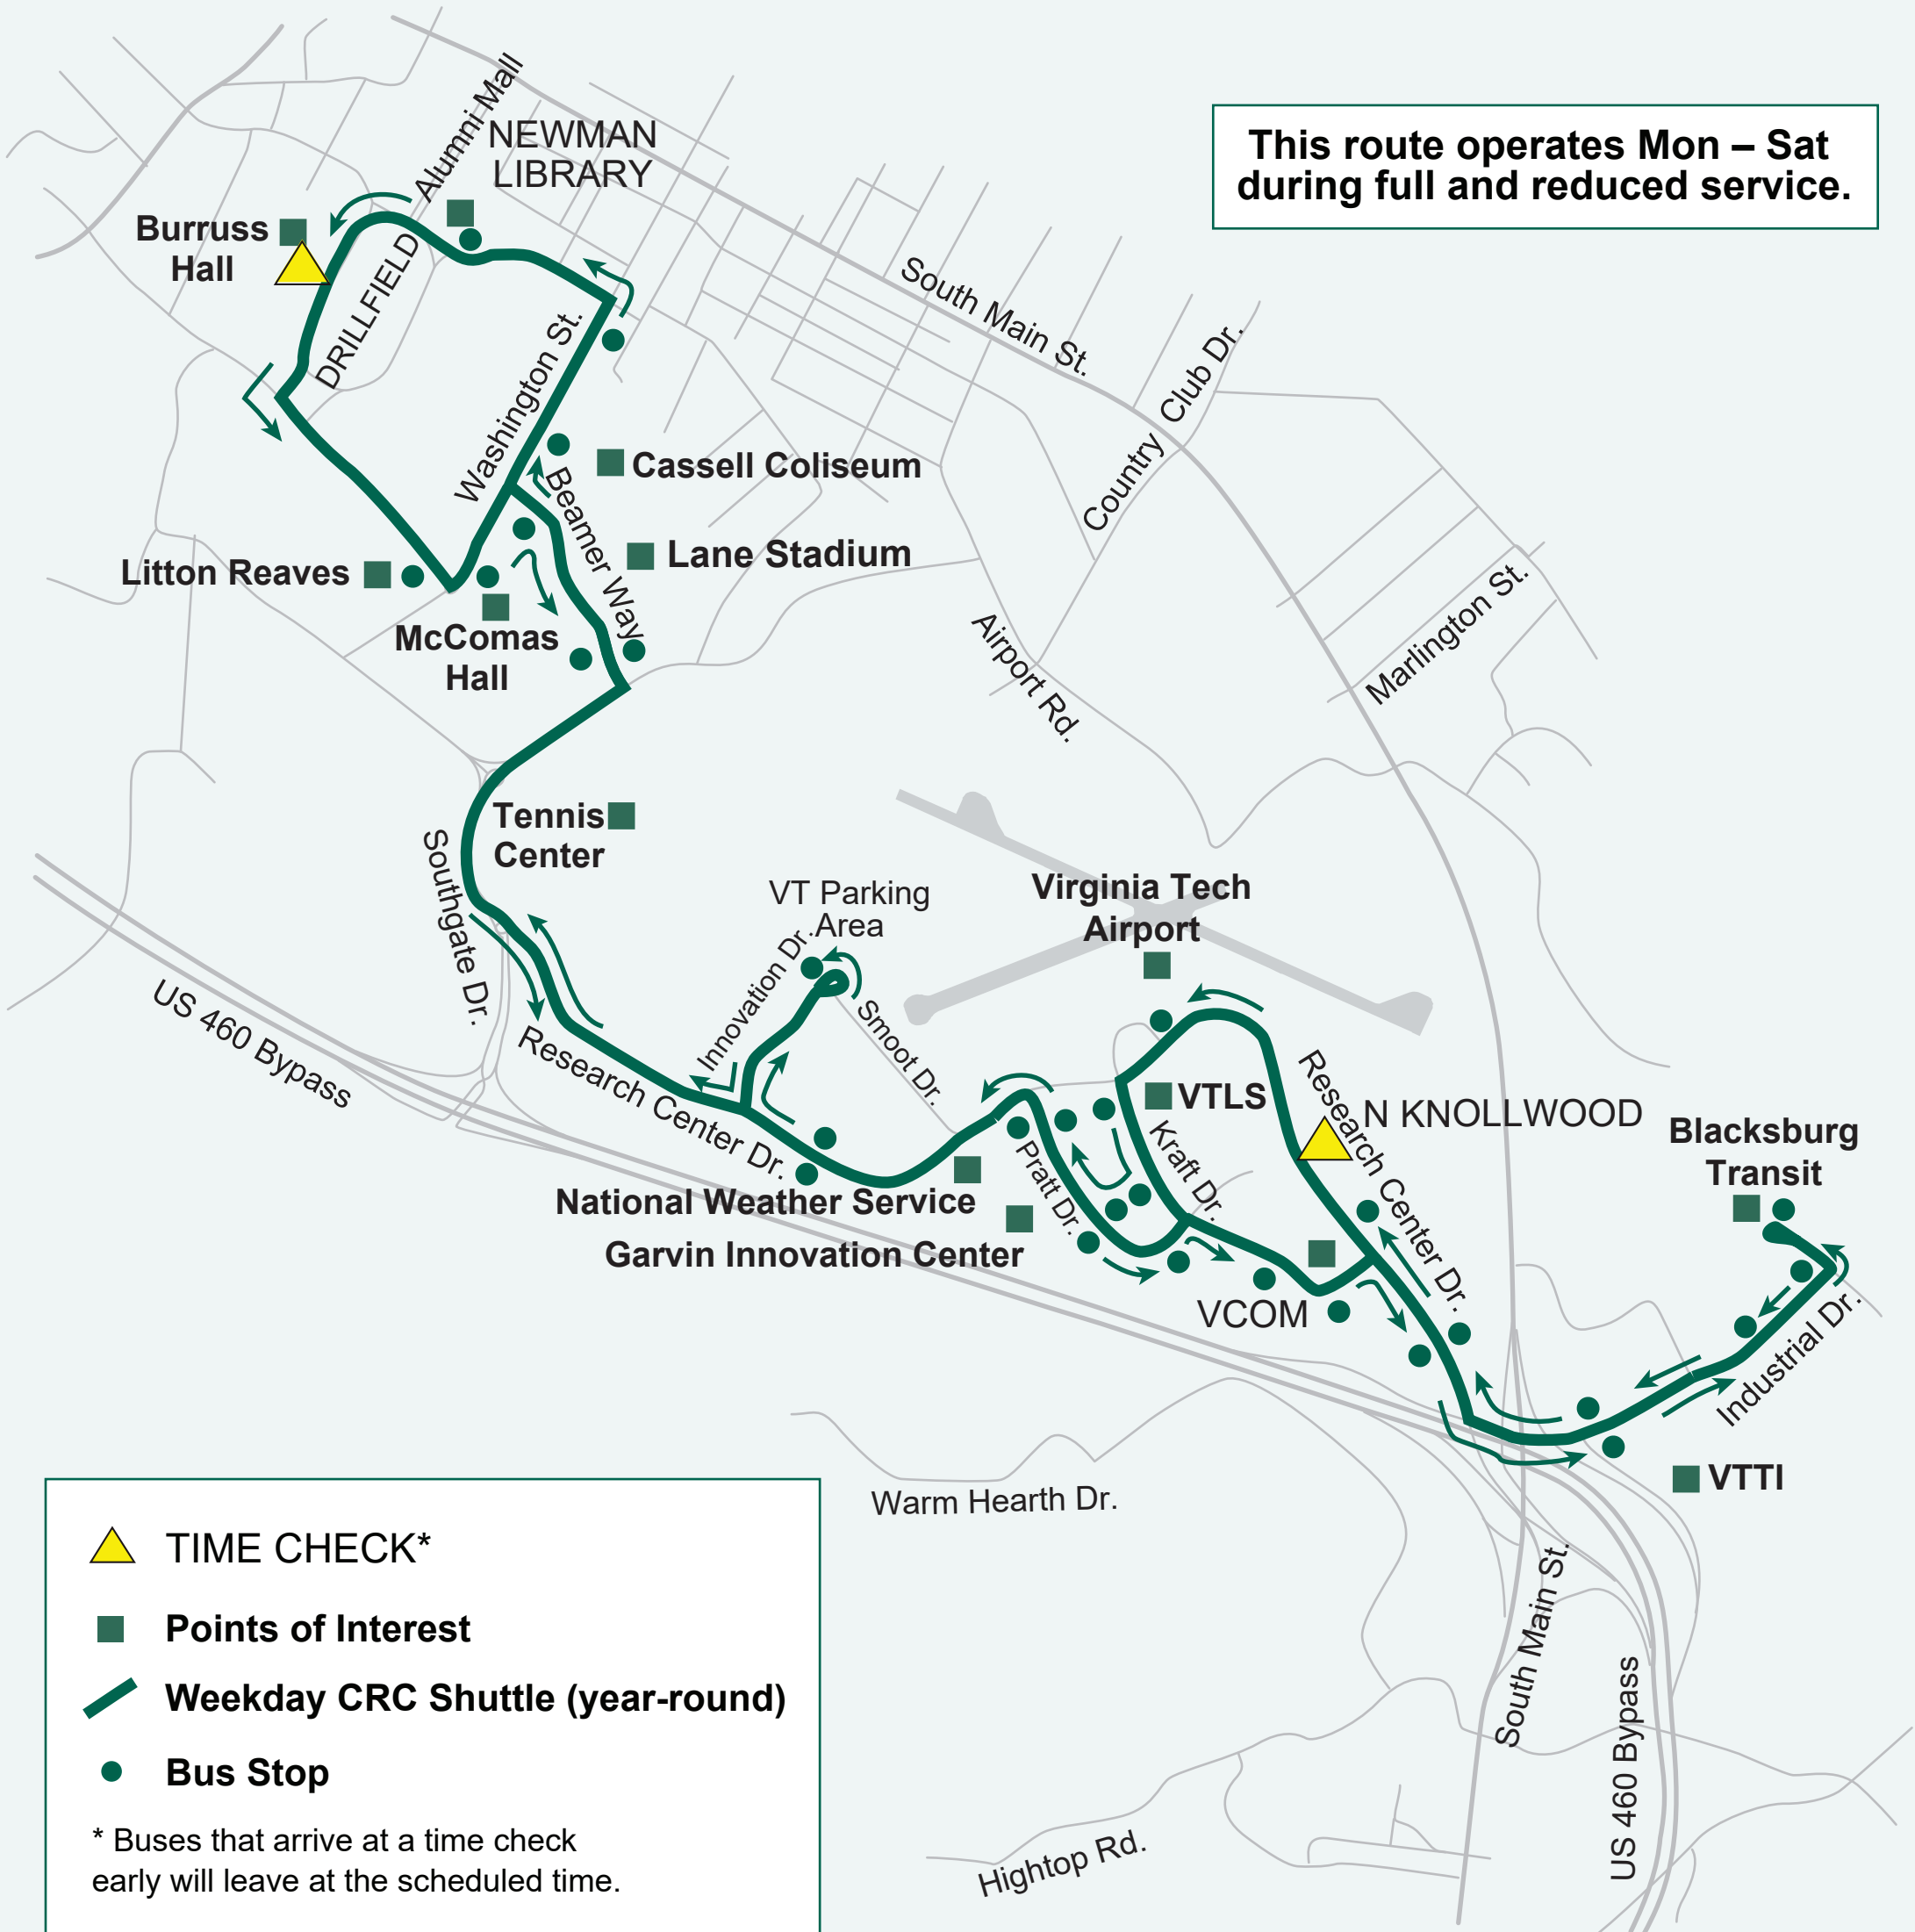 Alumni Mall
NEWMAN
LIBRARY
This route operates Mon – Sat
during full and reduced service.
Burruss
Hall
DRILLFIELD
Washington St.
South Main St.
Country Club Dr.
Cassell Coliseum
Beamer Way
Lane Stadium
Litton Reaves
McComas
Hall
Airport Rd.
Marlington St.
Tennis
Center
Southgate Dr.
VT Parking
Area
Virginia Tech
Airport
Innovation Dr.
Smoot Dr.
US 460 Bypass
Research Center Dr.
VTLS
Research Center Dr.
N KNOLLWOOD
Blacksburg
Transit
Kraft Dr.
Pratt Dr.
National Weather Service
Garvin Innovation Center
VCOM
Industrial Dr.
VTTI
Warm Hearth Dr.
South Main St.
US 460 Bypass
Hightop Rd.
TIME CHECK*
Points of Interest
Weekday CRC Shuttle (year-round)
Bus Stop
* Buses that arrive at a time check
early will leave at the scheduled time.